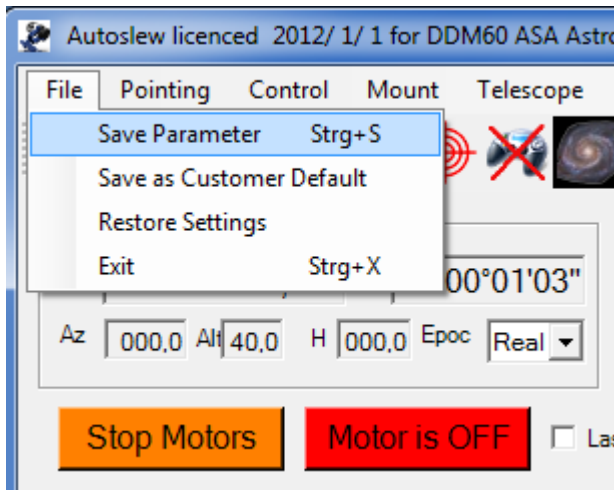 Autoslew licenced 2012/ 1/ 1 for DDM60 ASA Astro
File Pointing Control Mount Telescope
Save Parameter Strg+S
Save as Customer Default
Restore Settings
Exit Strg+X
00°01'03"
Az 000,0 Alt 40,0 H 000,0 Epoc Real
Stop Motors Motor is OFF Las